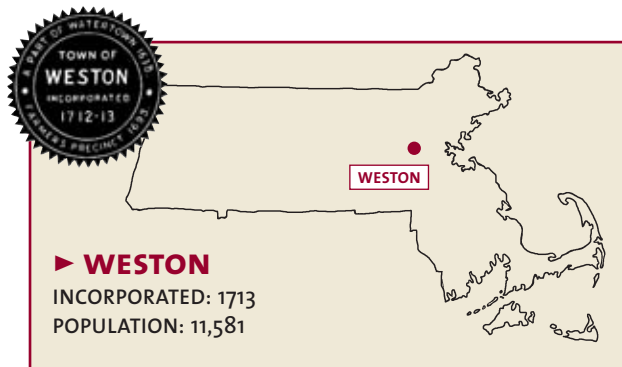 A PART OF WATERTOWN 1630
TOWN OF
WESTON
INCORPORATED
1712-13
FARMERS PRECINCT 1695
WESTON
► WESTON
INCORPORATED: 1713
POPULATION: 11,581